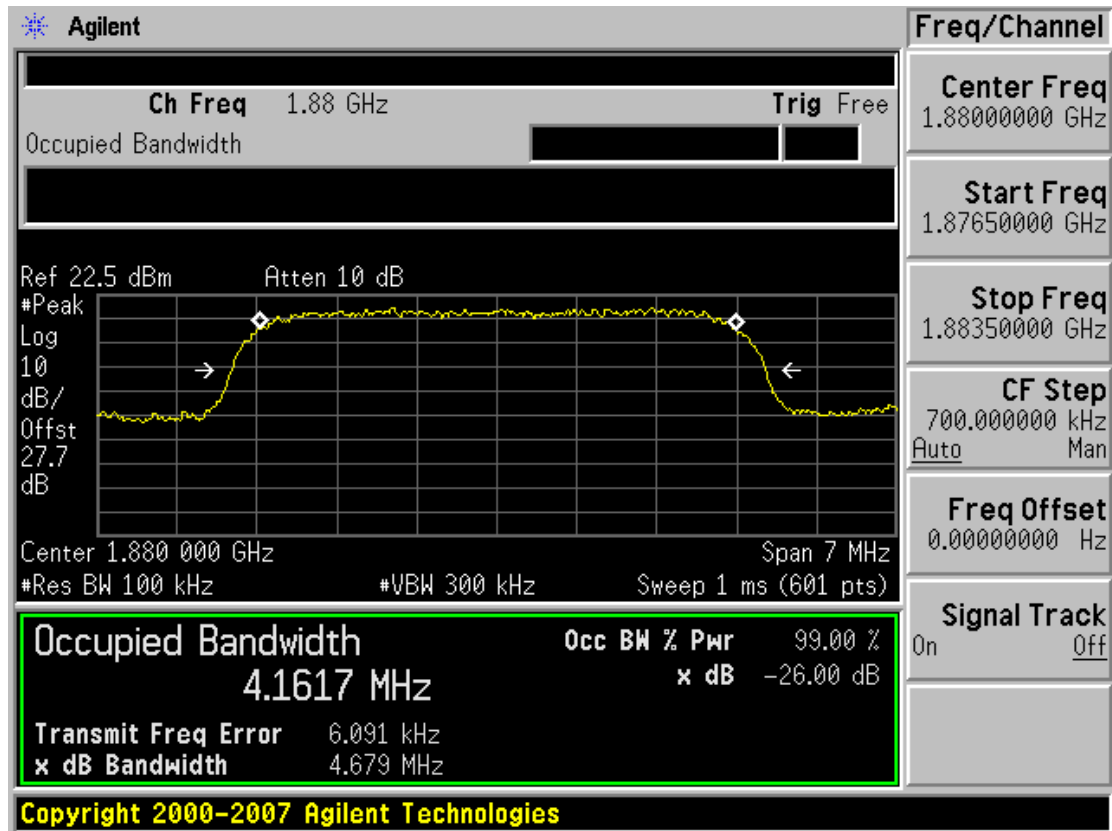 Agilent
Ch Freq 1.88 GHz Trig Free
Occupied Bandwidth
Ref 22.5 dBm Atten 10 dB
#Peak
Log
10
dB/
Offst
27.7
dB
Center 1.880 000 GHz Span 7 MHz
#Res BW 100 kHz #VBW 300 kHz Sweep 1 ms (601 pts)
Occupied Bandwidth
4.1617 MHz
Occ BW % Pwr 99.00 %
x dB -26.00 dB
Transmit Freq Error 6.091 kHz
x dB Bandwidth 4.679 MHz
Copyright 2000-2007 Agilent Technologies
Freq/Channel
Center Freq
1.88000000 GHz
Start Freq
1.87650000 GHz
Stop Freq
1.88350000 GHz
CF Step
700.000000 kHz
Auto Man
Freq Offset
0.00000000 Hz
Signal Track
On Off